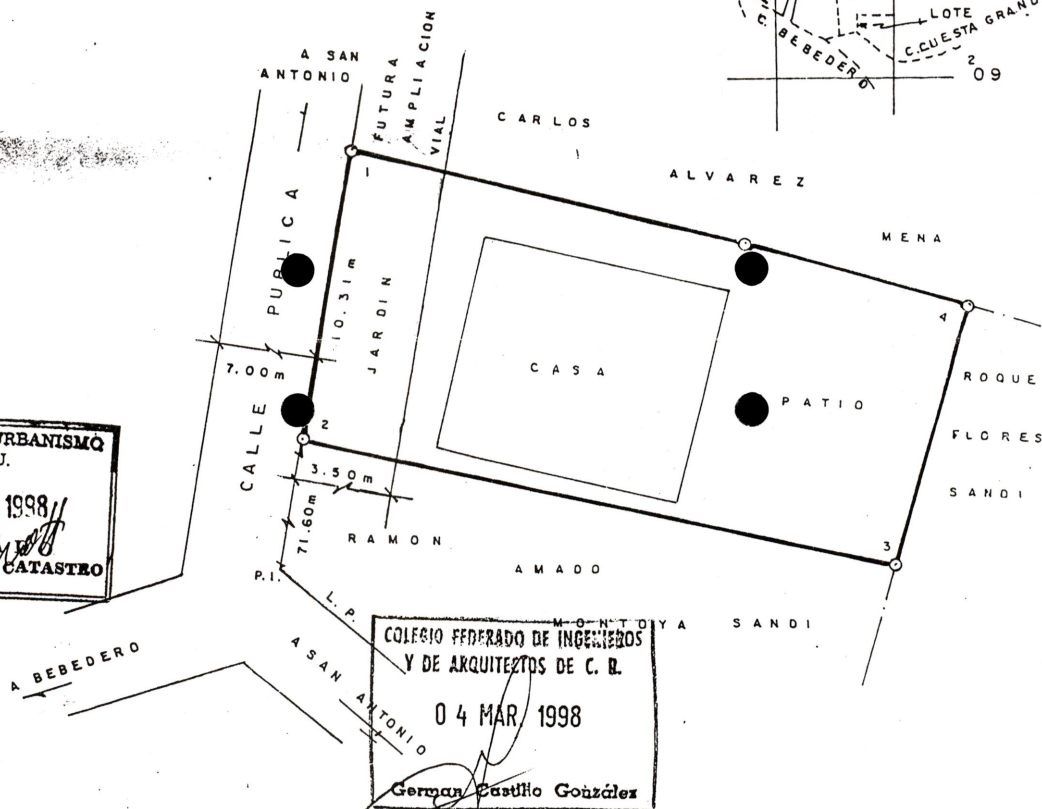 A SAN
ANTONIO
FUTURA
AMPLIACION
VIAL
LOTE
C. CUESTA GRAND
C. BEBEDERO
2
09
CARLOS
ALVAREZ
MENA
1
CALLE PUBLICA
10.31m
JARDIN
7.00m
CASA
PATIO
4
ROQUE
FLORES
SANDI
2
3.50m
71.60m
3
RAMON
AMADO
MONTOYA SANDI
P.I.
L.P.
A BEBEDERO
A SAN ANTONIO
URBANISMO
U.
1998
CATASTRO
COLEGIO FEDERADO DE INGENIEROS
Y DE ARQUITECTOS DE C. R.
04 MAR. 1998
German Castillo González